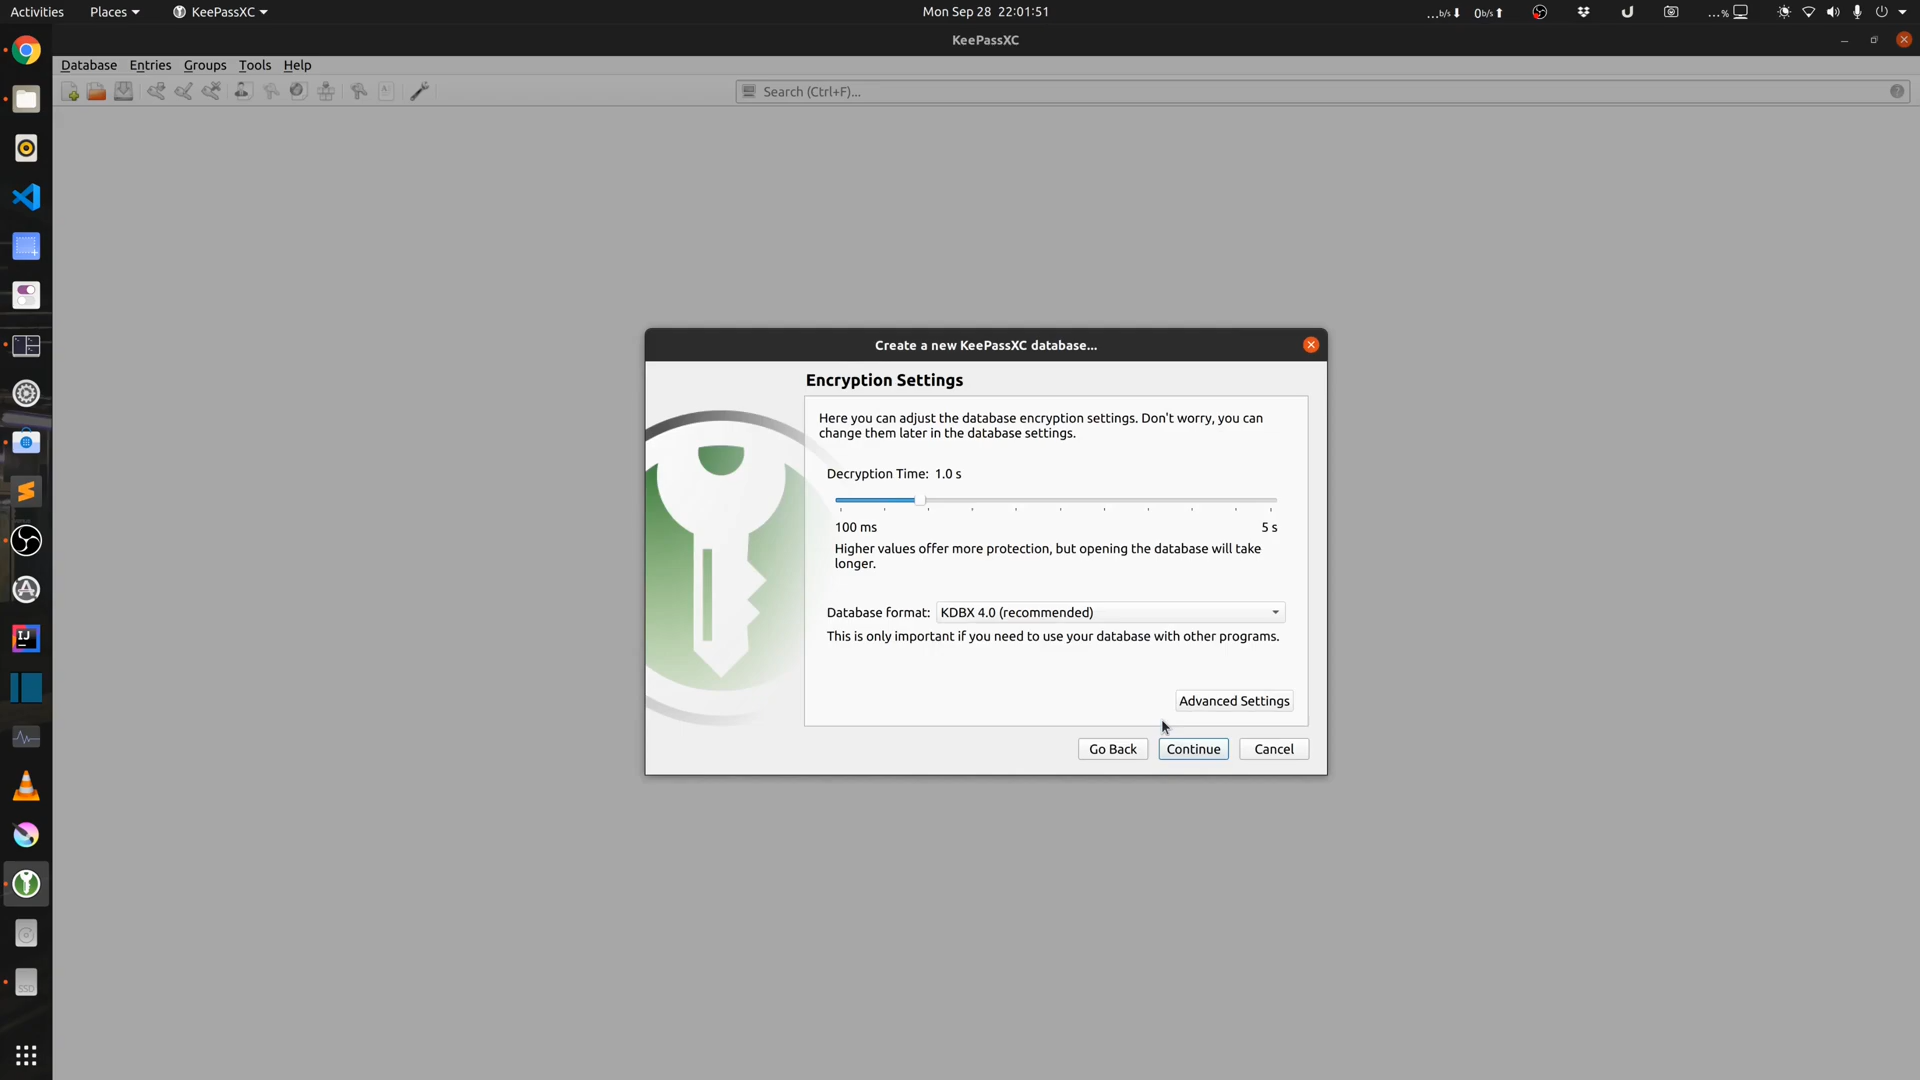 Activities Places KeePassXC Mon Sep 28 22:01:51 ...b/s 0b/s ...%
KeePassXC
Database Entries Groups Tools Help
Search (Ctrl+F)...
Create a new KeePassXC database...
Encryption Settings
Here you can adjust the database encryption settings. Don't worry, you can
change them later in the database settings.
Decryption Time: 1.0 s
100 ms 5 s
Higher values offer more protection, but opening the database will take
longer.
Database format: KDBX 4.0 (recommended)
This is only important if you need to use your database with other programs.
Advanced Settings
Go Back Continue Cancel
IJ
SSD